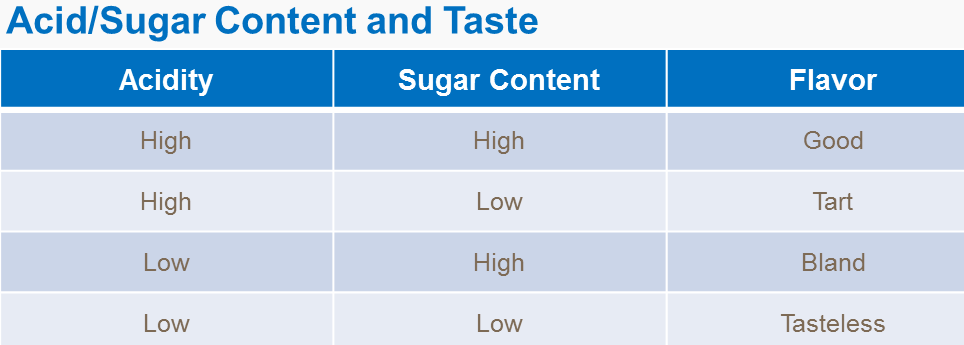 Acid/Sugar Content and Taste
Acidity Sugar Content Flavor
High High Good
High Low Tart
Low High Bland
Low Low Tasteless